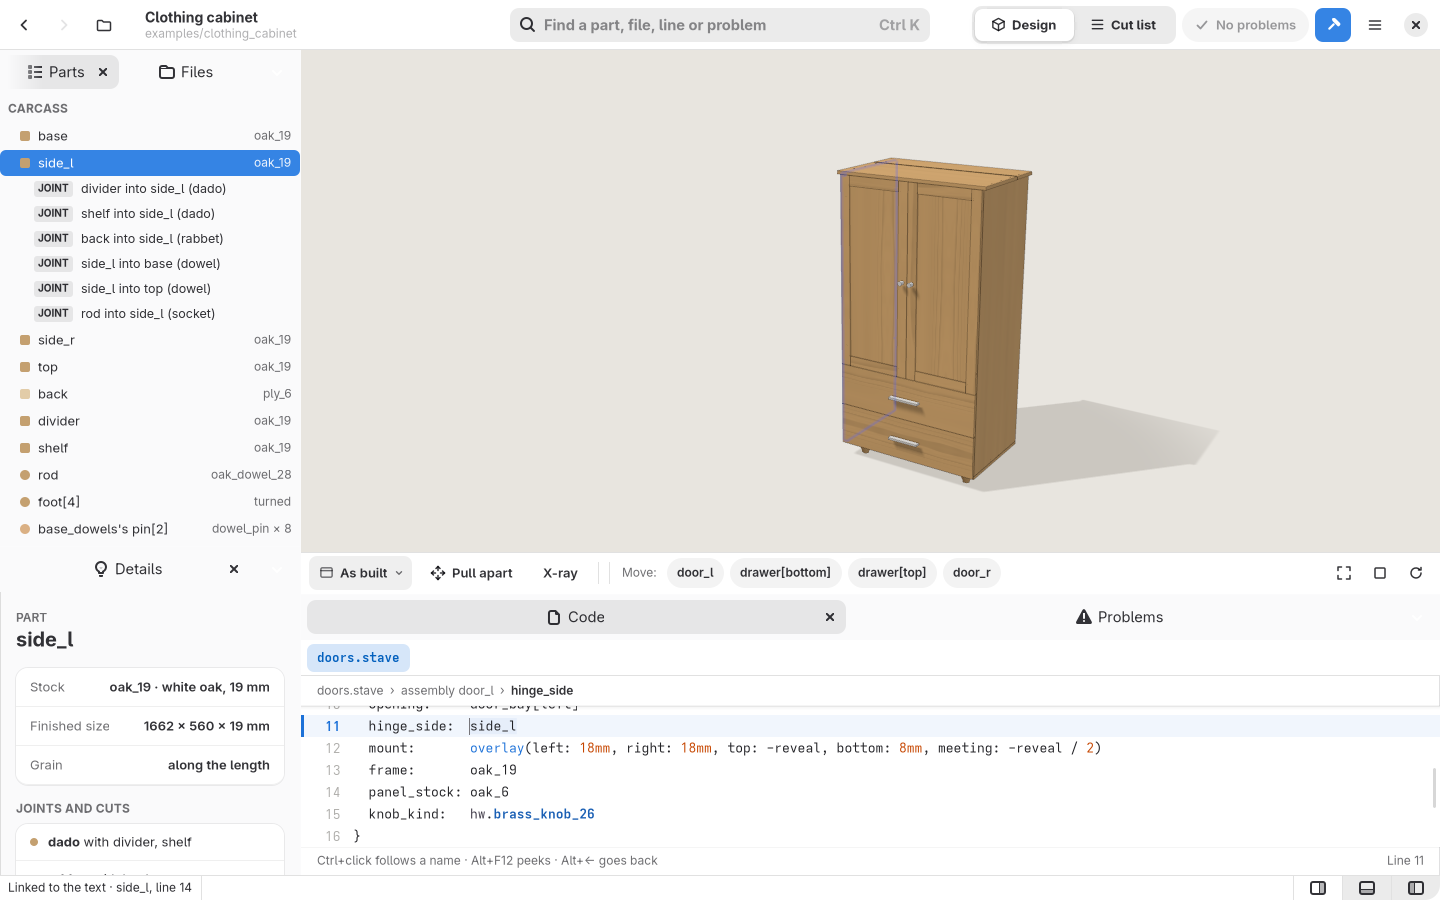 Clothing cabinet
examples/clothing_cabinet
Find a part, file, line or problem
Ctrl K
Design
Cut list
No problems
Parts
Files
CARCASS
base
oak_19
side_l
oak_19
JOINT divider into side_l (dado)
JOINT shelf into side_l (dado)
JOINT back into side_l (rabbet)
JOINT side_l into base (dowel)
JOINT side_l into top (dowel)
JOINT rod into side_l (socket)
side_r
oak_19
top
oak_19
back
ply_6
divider
oak_19
shelf
oak_19
rod
oak_dowel_28
foot[4]
turned
base_dowels's pin[2]
dowel_pin × 8
Details
PART
side_l
Stock
oak_19 · white oak, 19 mm
Finished size
1662 × 560 × 19 mm
Grain
along the length
JOINTS AND CUTS
dado with divider, shelf
As built
Pull apart
X-ray
Move:
door_l
drawer[bottom]
drawer[top]
door_r
Code
Problems
doors.stave
doors.stave › assembly door_l › hinge_side
11 hinge_side: side_l
12 mount: overlay(left: 18mm, right: 18mm, top: -reveal, bottom: 8mm, meeting: -reveal / 2)
13 frame: oak_19
14 panel_stock: oak_6
15 knob_kind: hw.brass_knob_26
16 }
Ctrl+click follows a name · Alt+F12 peeks · Alt+← goes back
Line 11
Linked to the text · side_l, line 14